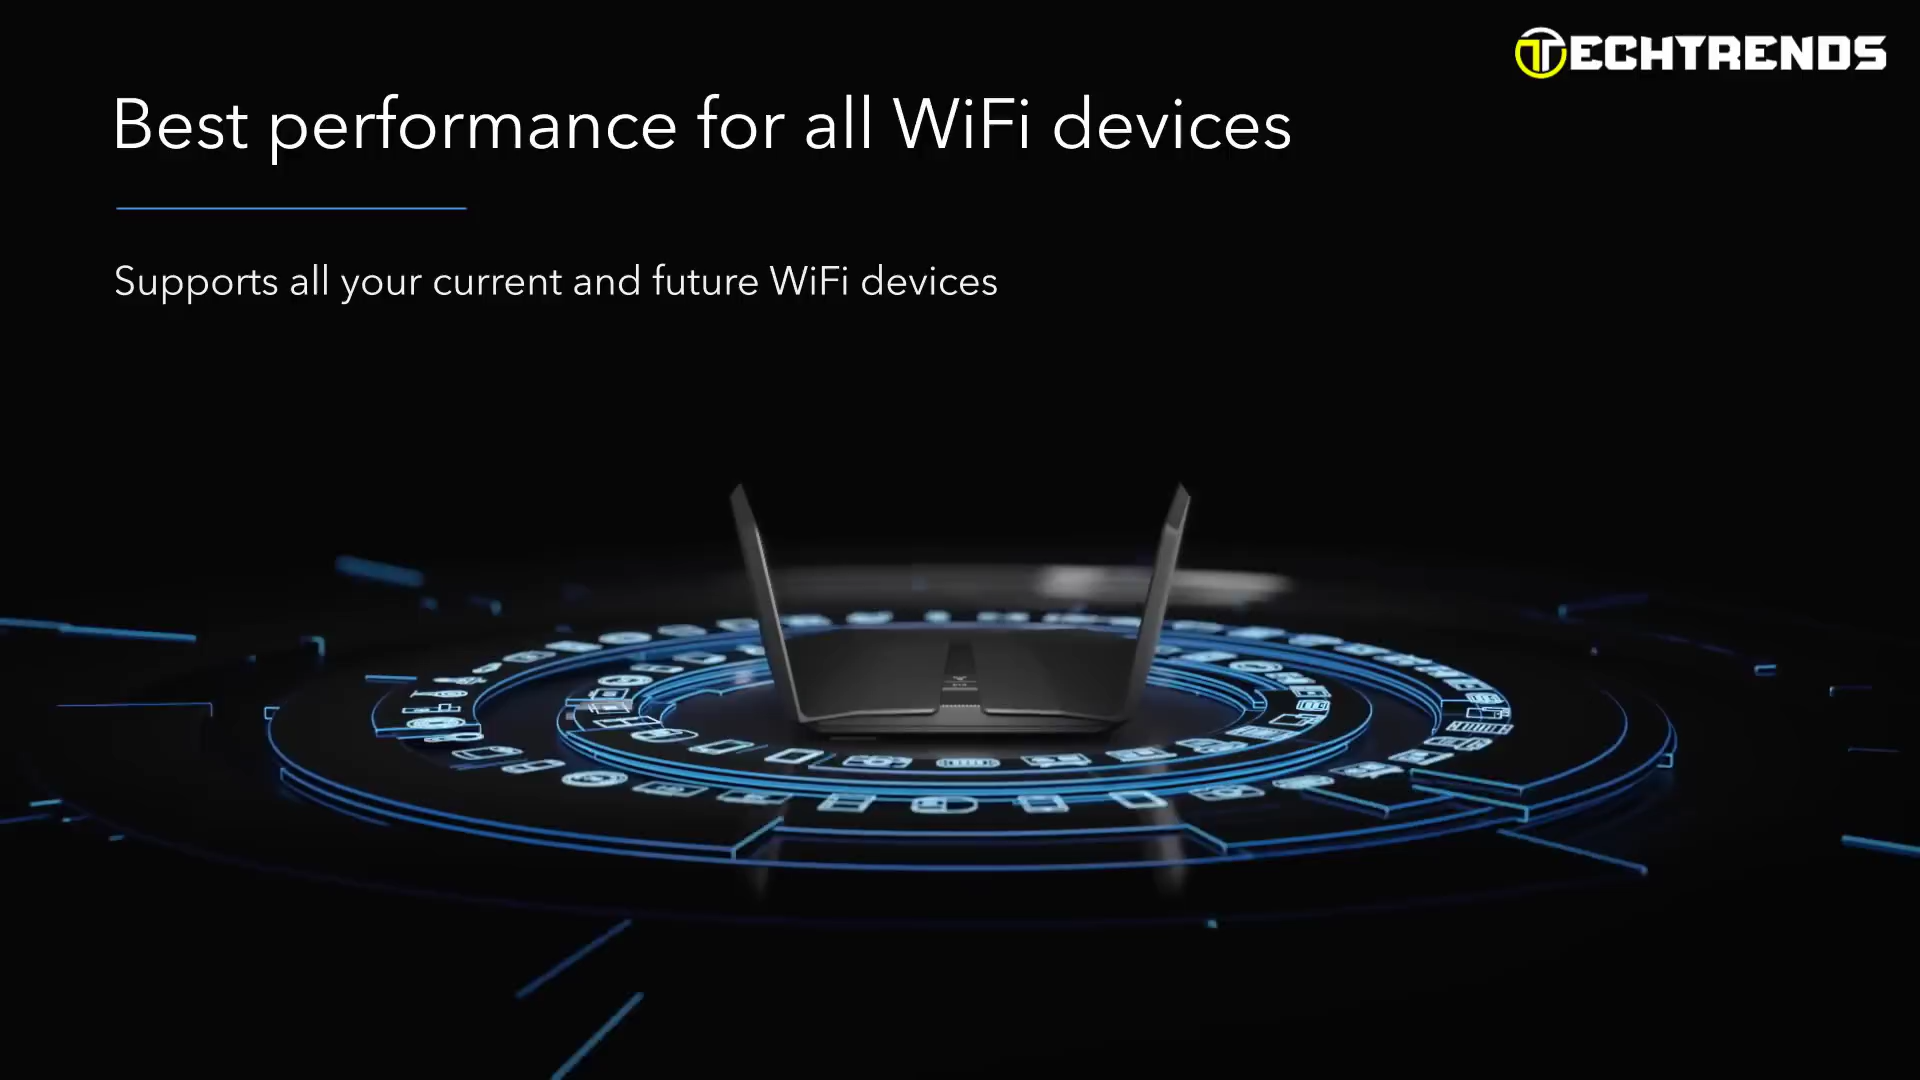 TECHTRENDS
Best performance for all WiFi devices
Supports all your current and future WiFi devices